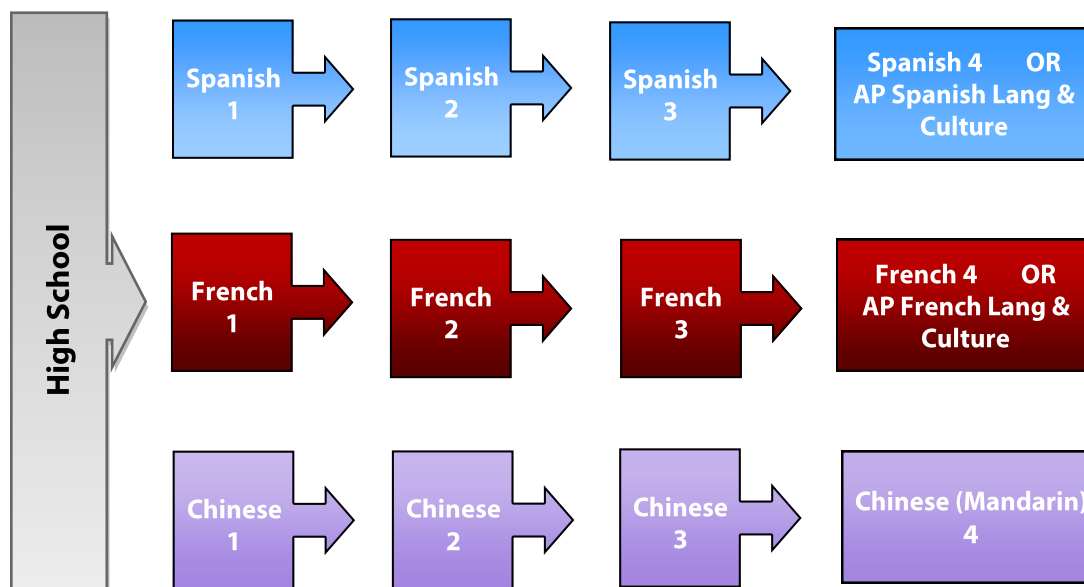 High School
Spanish
1
Spanish
2
Spanish
3
Spanish 4 OR
AP Spanish Lang &
Culture
French
1
French
2
French
3
French 4 OR
AP French Lang &
Culture
Chinese
1
Chinese
2
Chinese
3
Chinese (Mandarin)
4